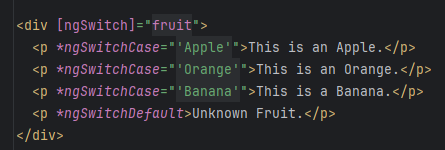 <div [ngSwitch]="fruit">
<p *ngSwitchCase="'Apple'">This is an Apple.</p>
<p *ngSwitchCase="'Orange'">This is an Orange.</p>
<p *ngSwitchCase="'Banana'">This is a Banana.</p>
<p *ngSwitchDefault>Unknown Fruit.</p>
</div>